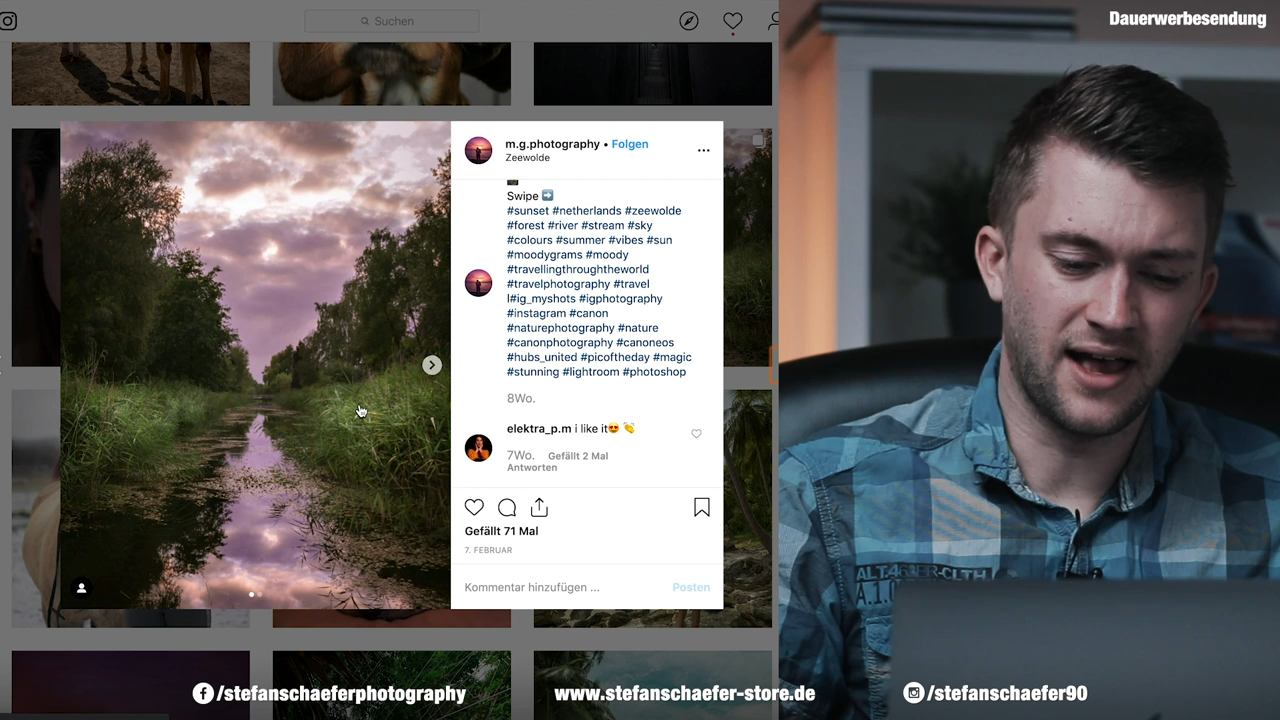 Dauerwerbesendung
Suchen
m.g.photography • Folgen
Zeewolde
Swipe ➡️
#sunset #netherlands #zeewolde
#forest #river #stream #sky
#colours #summer #vibes #sun
#moodygrams #moody
#travellingthroughtheworld
#travelphotography #travel
l#ig_myshots #igphotography
#instagram #canon
#naturephotography #nature
#canonphotography #canoneos
#hubs_united #picoftheday #magic
#stunning #lightroom #photoshop
8Wo.
elektra_p.m i like it😍 👏
7Wo. Gefällt 2 Mal
Antworten
Gefällt 71 Mal
7. FEBRUAR
Kommentar hinzufügen ... Posten
/stefanschaeferphotography
www.stefanschaefer-store.de
/stefanschaefer90